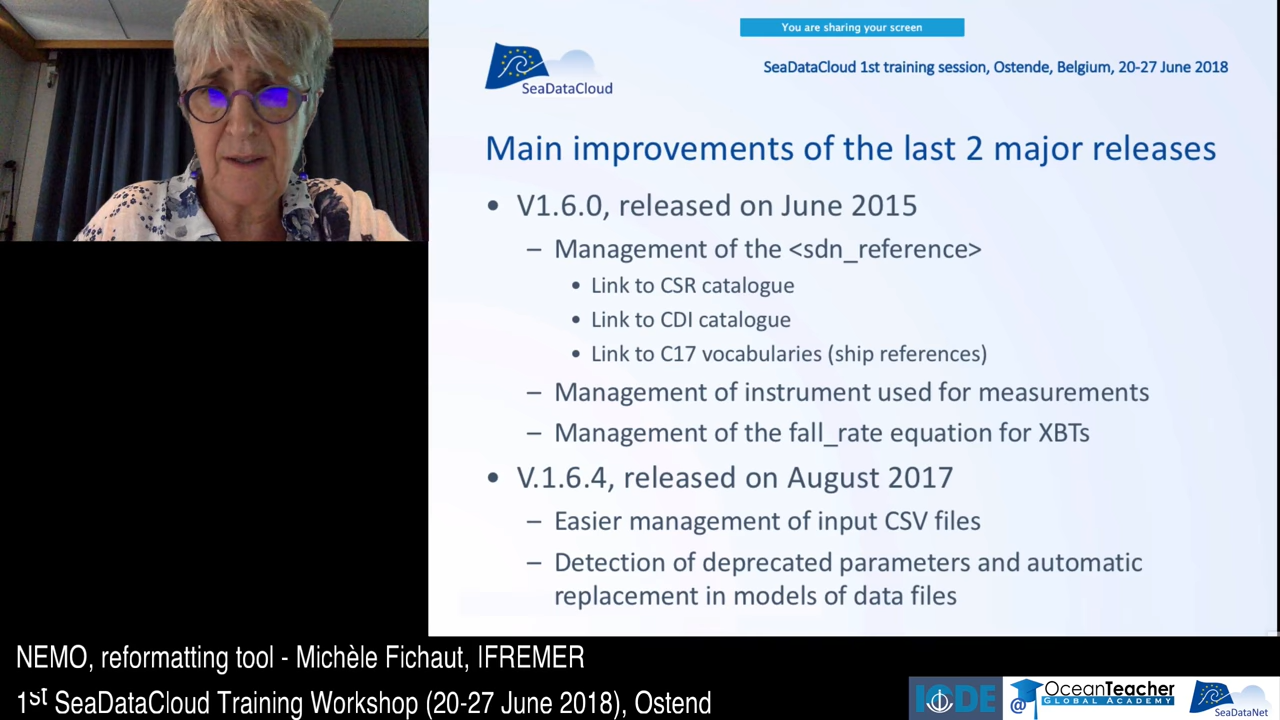 You are sharing your screen
SeaDataCloud
SeaDataCloud 1st training session, Ostende, Belgium, 20-27 June 2018
Main improvements of the last 2 major releases
• V1.6.0, released on June 2015
– Management of the <sdn_reference>
• Link to CSR catalogue
• Link to CDI catalogue
• Link to C17 vocabularies (ship references)
– Management of instrument used for measurements
– Management of the fall_rate equation for XBTs
• V.1.6.4, released on August 2017
– Easier management of input CSV files
– Detection of deprecated parameters and automatic
replacement in models of data files
NEMO, reformatting tool - Michèle Fichaut, IFREMER
1st SeaDataCloud Training Workshop (20-27 June 2018), Ostend
IODE
@ OceanTeacher
GLOBAL ACADEMY
SeaDataNet